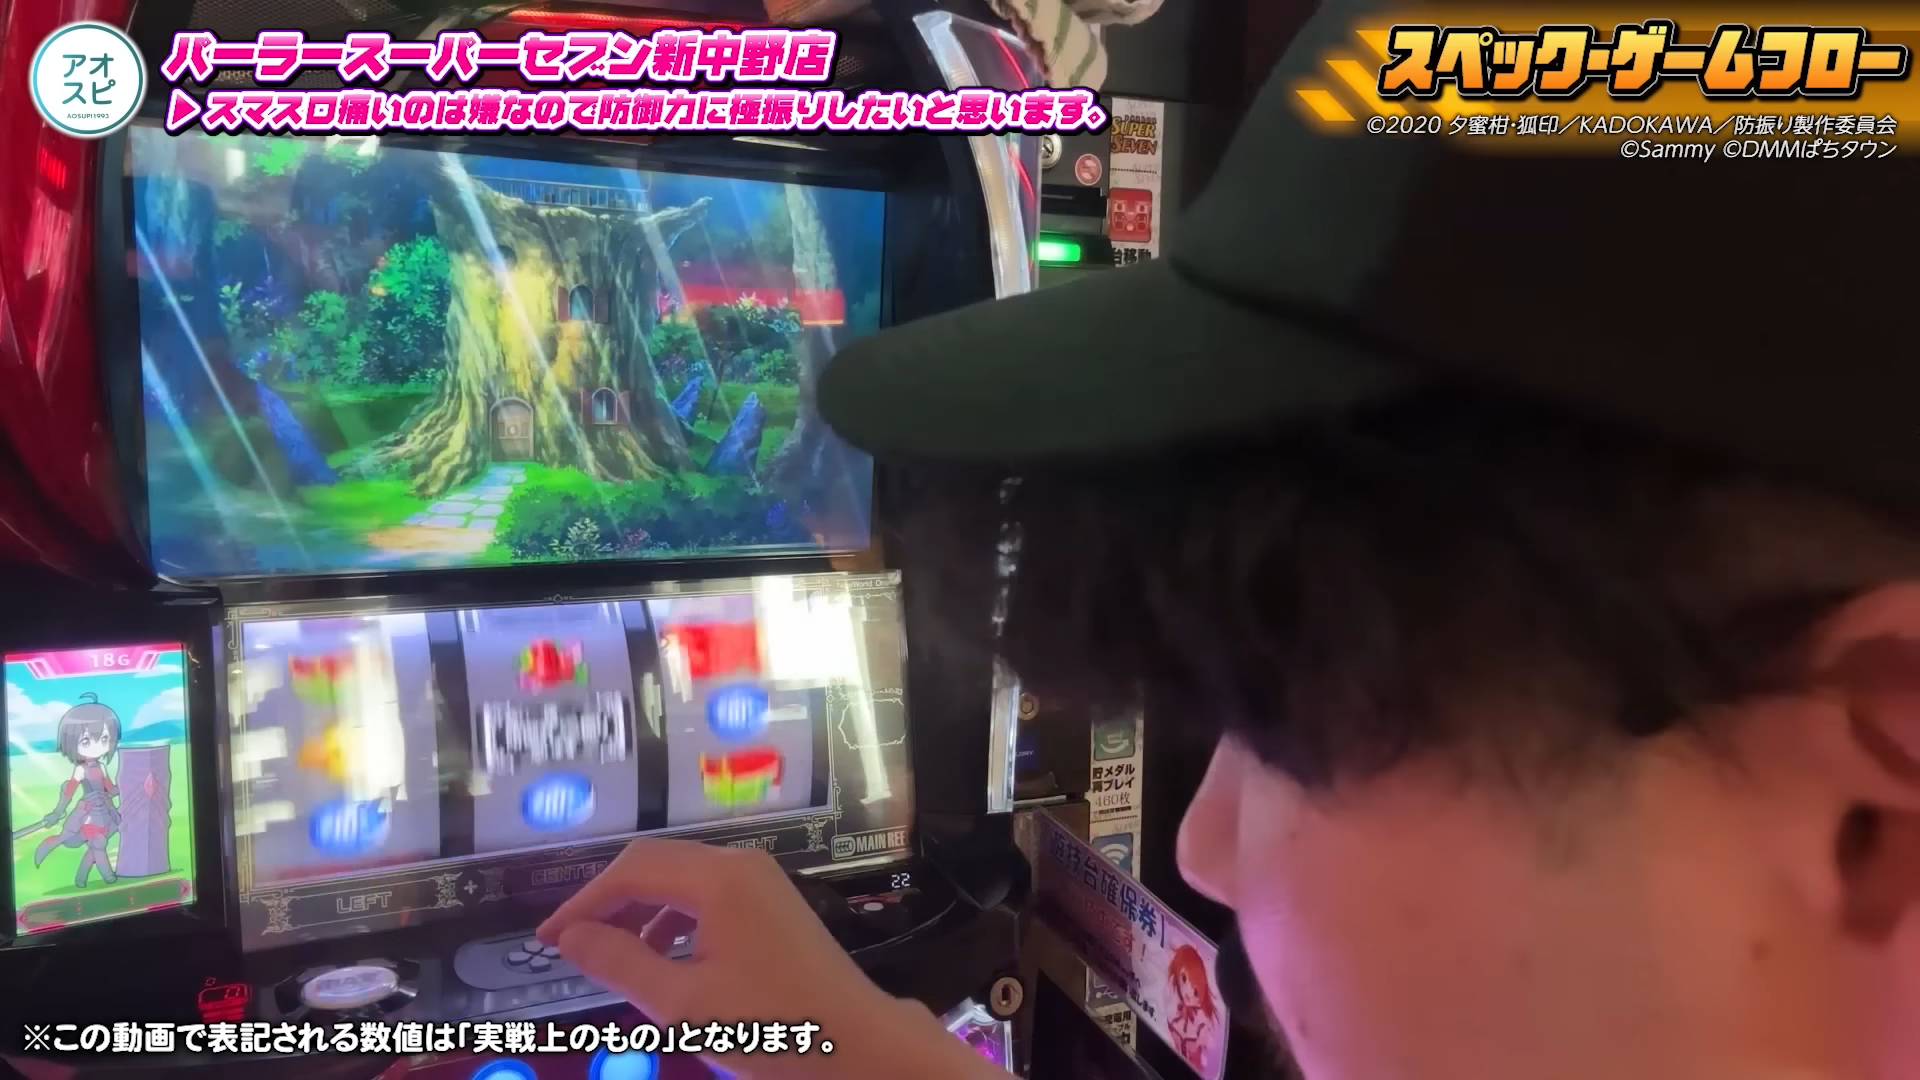 アオ
スピ
AOSUPI1993
パーラースーパーセブン新中野店
▶スマスロ痛いのは嫌なので防御力に極振りしたいと思います。
スペック・ゲームフロー
©2020 夕蜜柑・狐印／KADOKAWA／防振り製作委員会
©Sammy ©DMMぱちタウン
SUPER
SEVEN
台移動
18G
貯メダル
再プレイ
460枚
MAIN REE
RIGHT
CENTER
LEFT
22
遊技台確保券
※この動画で表記される数値は「実戦上のもの」となります。